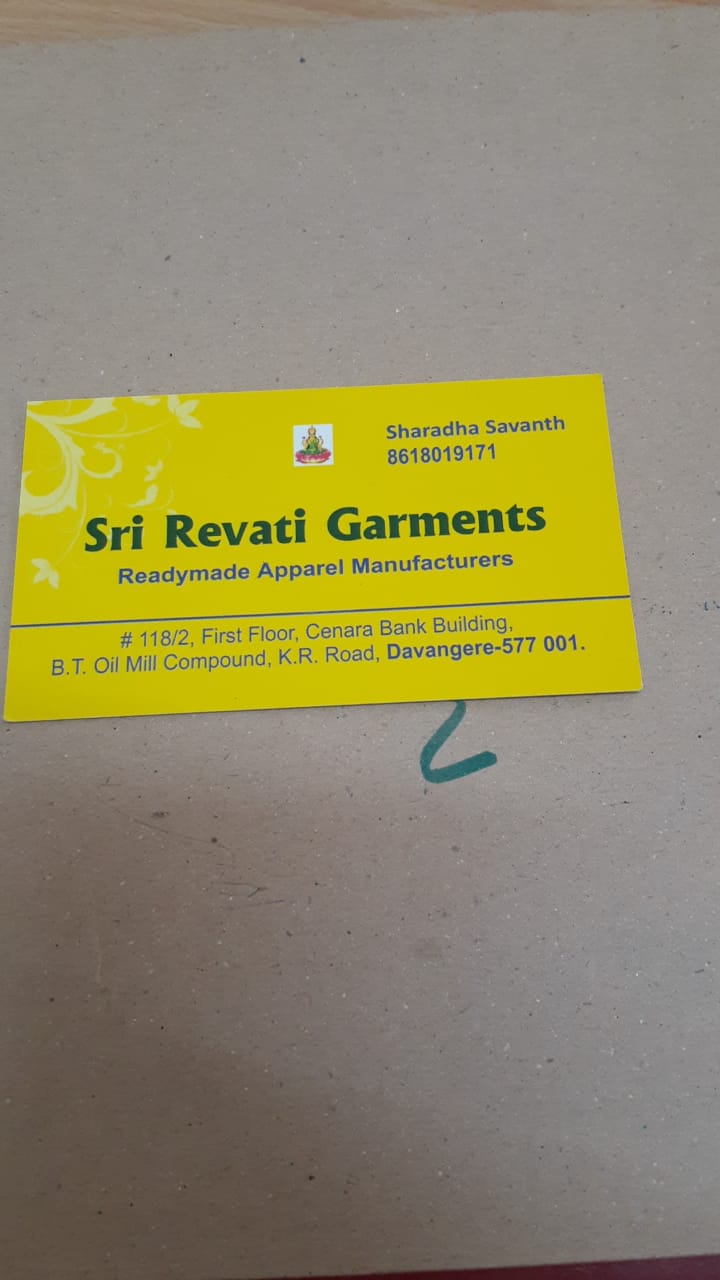 Sharadha Savanth
8618019171
Sri Revati Garments
Readymade Apparel Manufacturers
# 118/2, First Floor, Cenara Bank Building,
B.T. Oil Mill Compound, K.R. Road, Davangere-577 001.